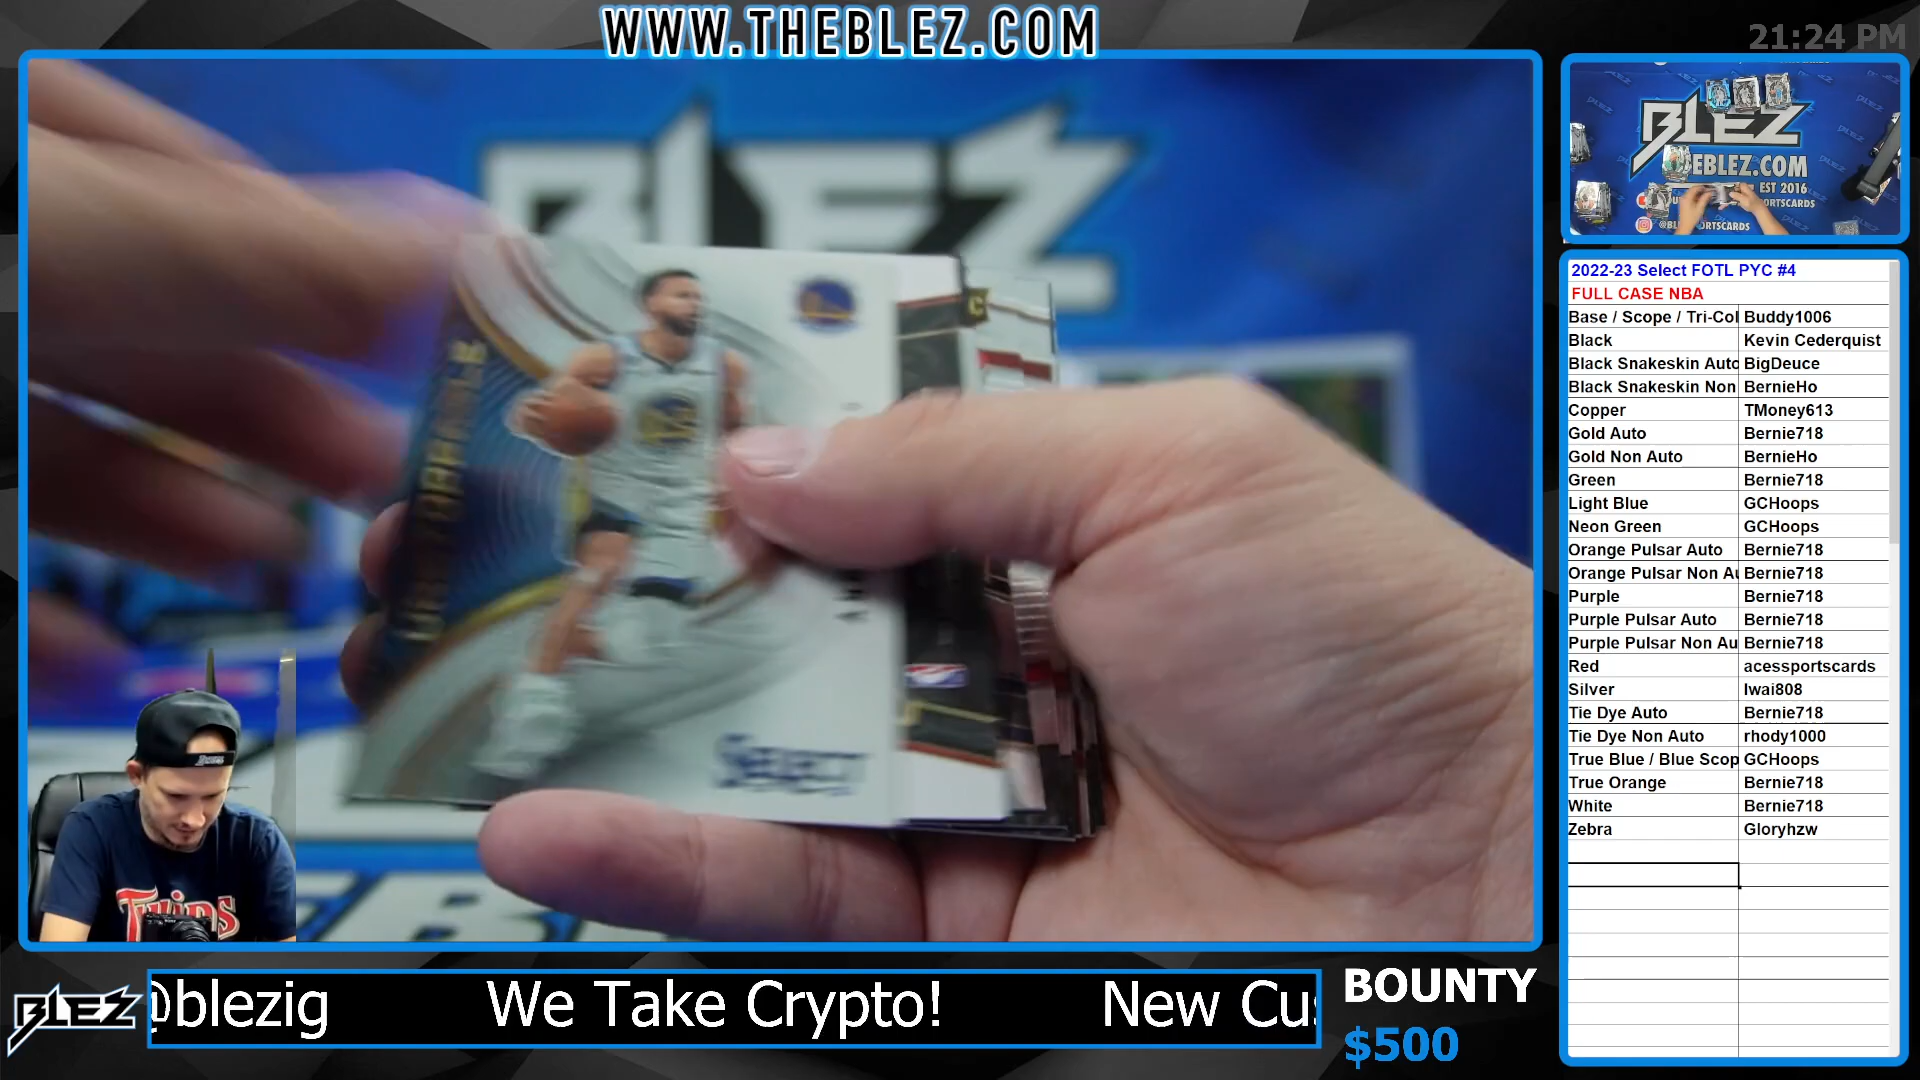 WWW.THEBLEZ.COM
21:24 PM
BLEZ
SELECT
BLEZ
EBLEZ.COM
EST 2016
2022-23 Select FOTL PYC #4
FULL CASE NBA
Base / Scope / Tri-Col Buddy1006
Black Kevin Cederquist
Black Snakeskin Auto BigDeuce
Black Snakeskin Non BernieHo
Copper TMoney613
Gold Auto Bernie718
Gold Non Auto BernieHo
Green Bernie718
Light Blue GCHoops
Neon Green GCHoops
Orange Pulsar Auto Bernie718
Orange Pulsar Non Au Bernie718
Purple Bernie718
Purple Pulsar Auto Bernie718
Purple Pulsar Non Au Bernie718
Red acessportscards
Silver Iwai808
Tie Dye Auto Bernie718
Tie Dye Non Auto rhody1000
True Blue / Blue Scop GCHoops
True Orange Bernie718
White Bernie718
Zebra Gloryhzw
Twins
BLEZ
@blezig We Take Crypto! New Cus
BOUNTY
$500